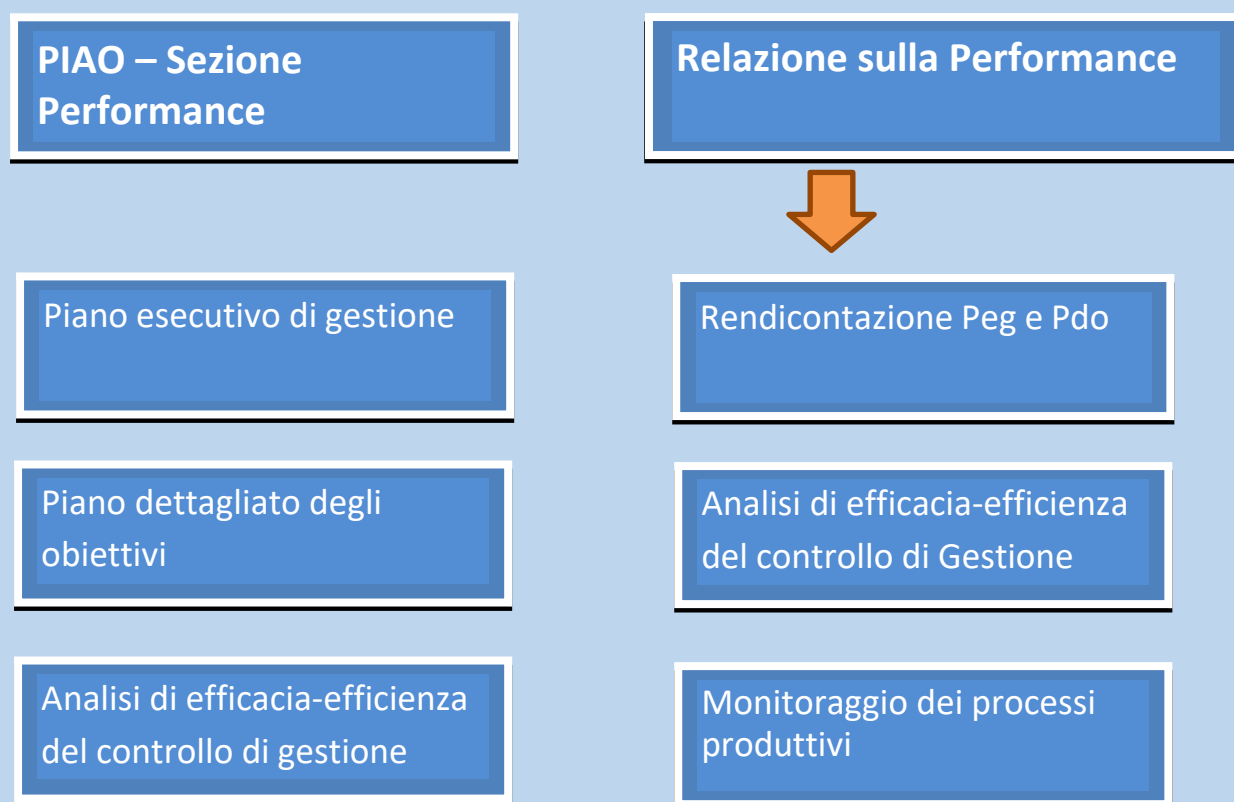 PIAO – Sezione
Performance
Relazione sulla Performance
Piano esecutivo di gestione
Rendicontazione Peg e Pdo
Piano dettagliato degli
obiettivi
Analisi di efficacia-efficienza
del controllo di Gestione
Analisi di efficacia-efficienza
del controllo di gestione
Monitoraggio dei processi
produttivi